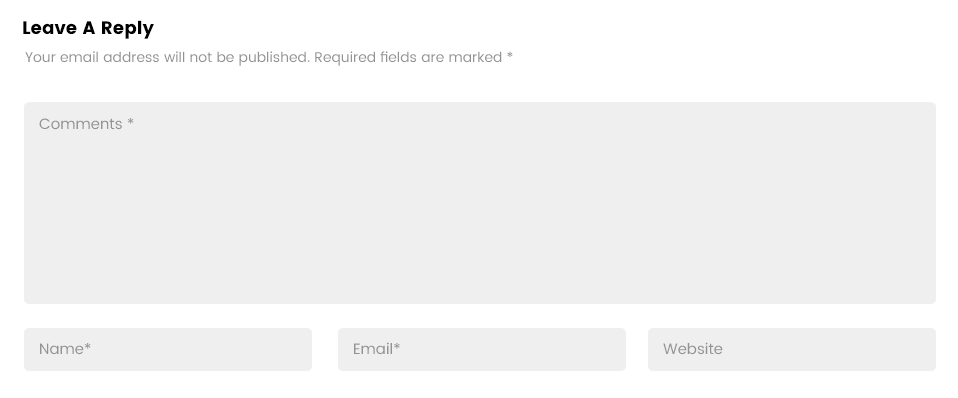 Leave A Reply
Your email address will not be published. Required fields are marked *
Comments *
Name*
Email*
Website